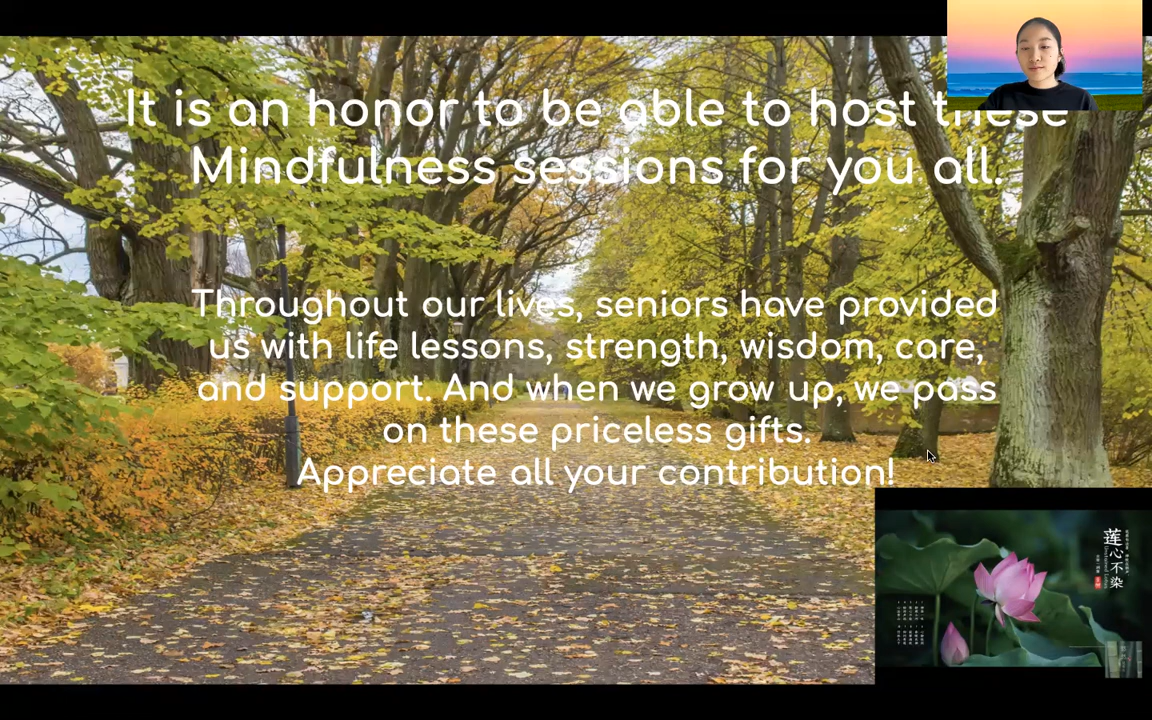 It is an honor to be able to host these
Mindfulness sessions for you all.
Throughout our lives, seniors have provided
us with life lessons, strength, wisdom, care,
and support. And when we grow up, we pass
on these priceless gifts.
Appreciate all your contribution!
莲心不染